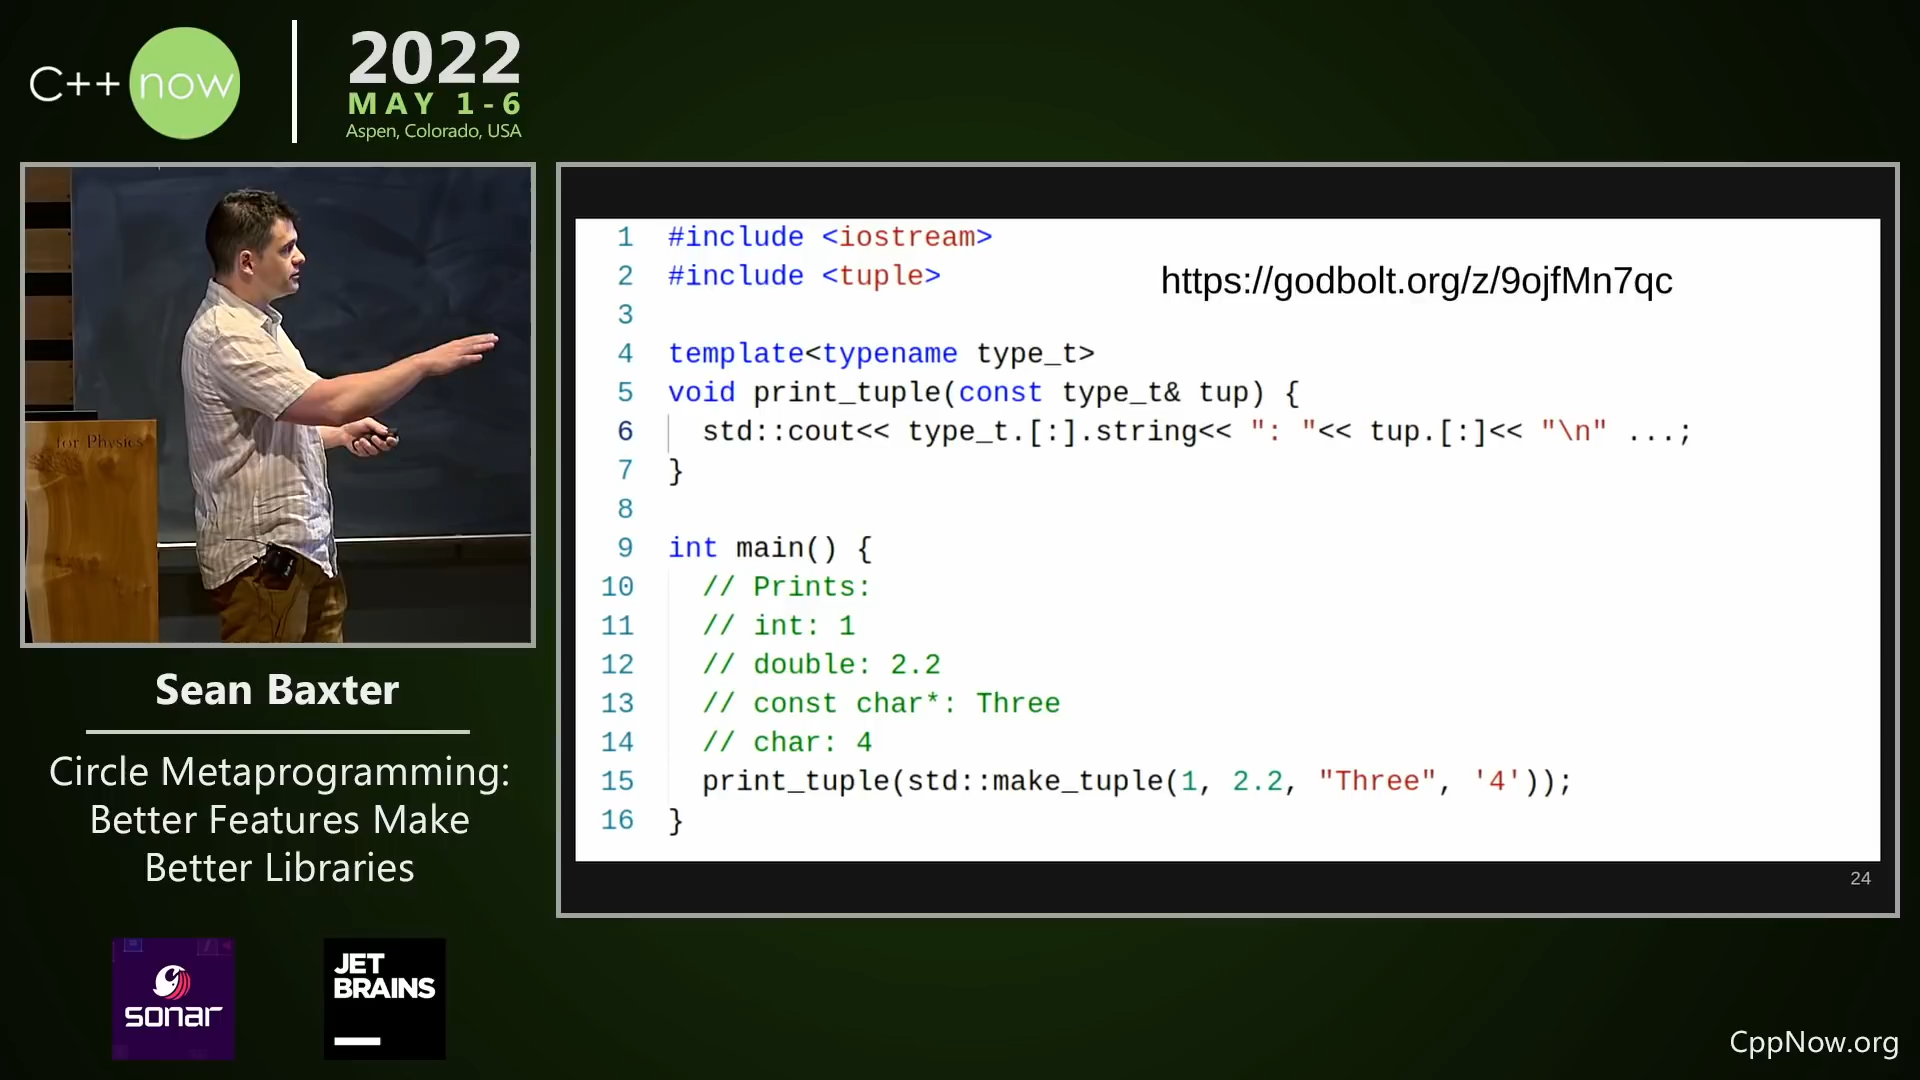 C++ now
2022
MAY 1-6
Aspen, Colorado, USA
for Physics
Sean Baxter
Circle Metaprogramming:
Better Features Make
Better Libraries
sonar
JET
BRAINS
1 #include <iostream>
2 #include <tuple>
https://godbolt.org/z/9ojfMn7qc
3
4 template<typename type_t>
5 void print_tuple(const type_t& tup) {
6   std::cout<< type_t.[:].string<< ": "<< tup.[:]<< "\n" ...;
7 }
8
9 int main() {
10   // Prints:
11   // int: 1
12   // double: 2.2
13   // const char*: Three
14   // char: 4
15   print_tuple(std::make_tuple(1, 2.2, "Three", '4'));
16 }
24
CppNow.org